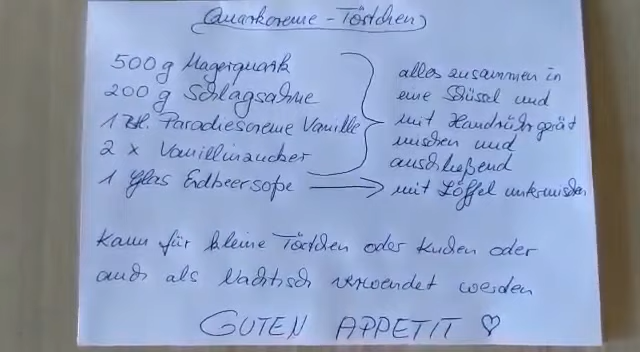 Quarkcreme - Törtchen
500 g Magerquark
200 g Schlagsahne
1 Btl. Paradiescreme Vanille
2 x Vanillinzucker
1 Glas Erdbeersoße
alles zusammen in
eine Schüssel und
mit Handrührgerät
mischen und
anschließend
mit Löffel untermischen
Kann für kleine Törtchen oder Kuchen oder
auch als Nachtisch verwendet werden
GUTEN APPETIT ♡